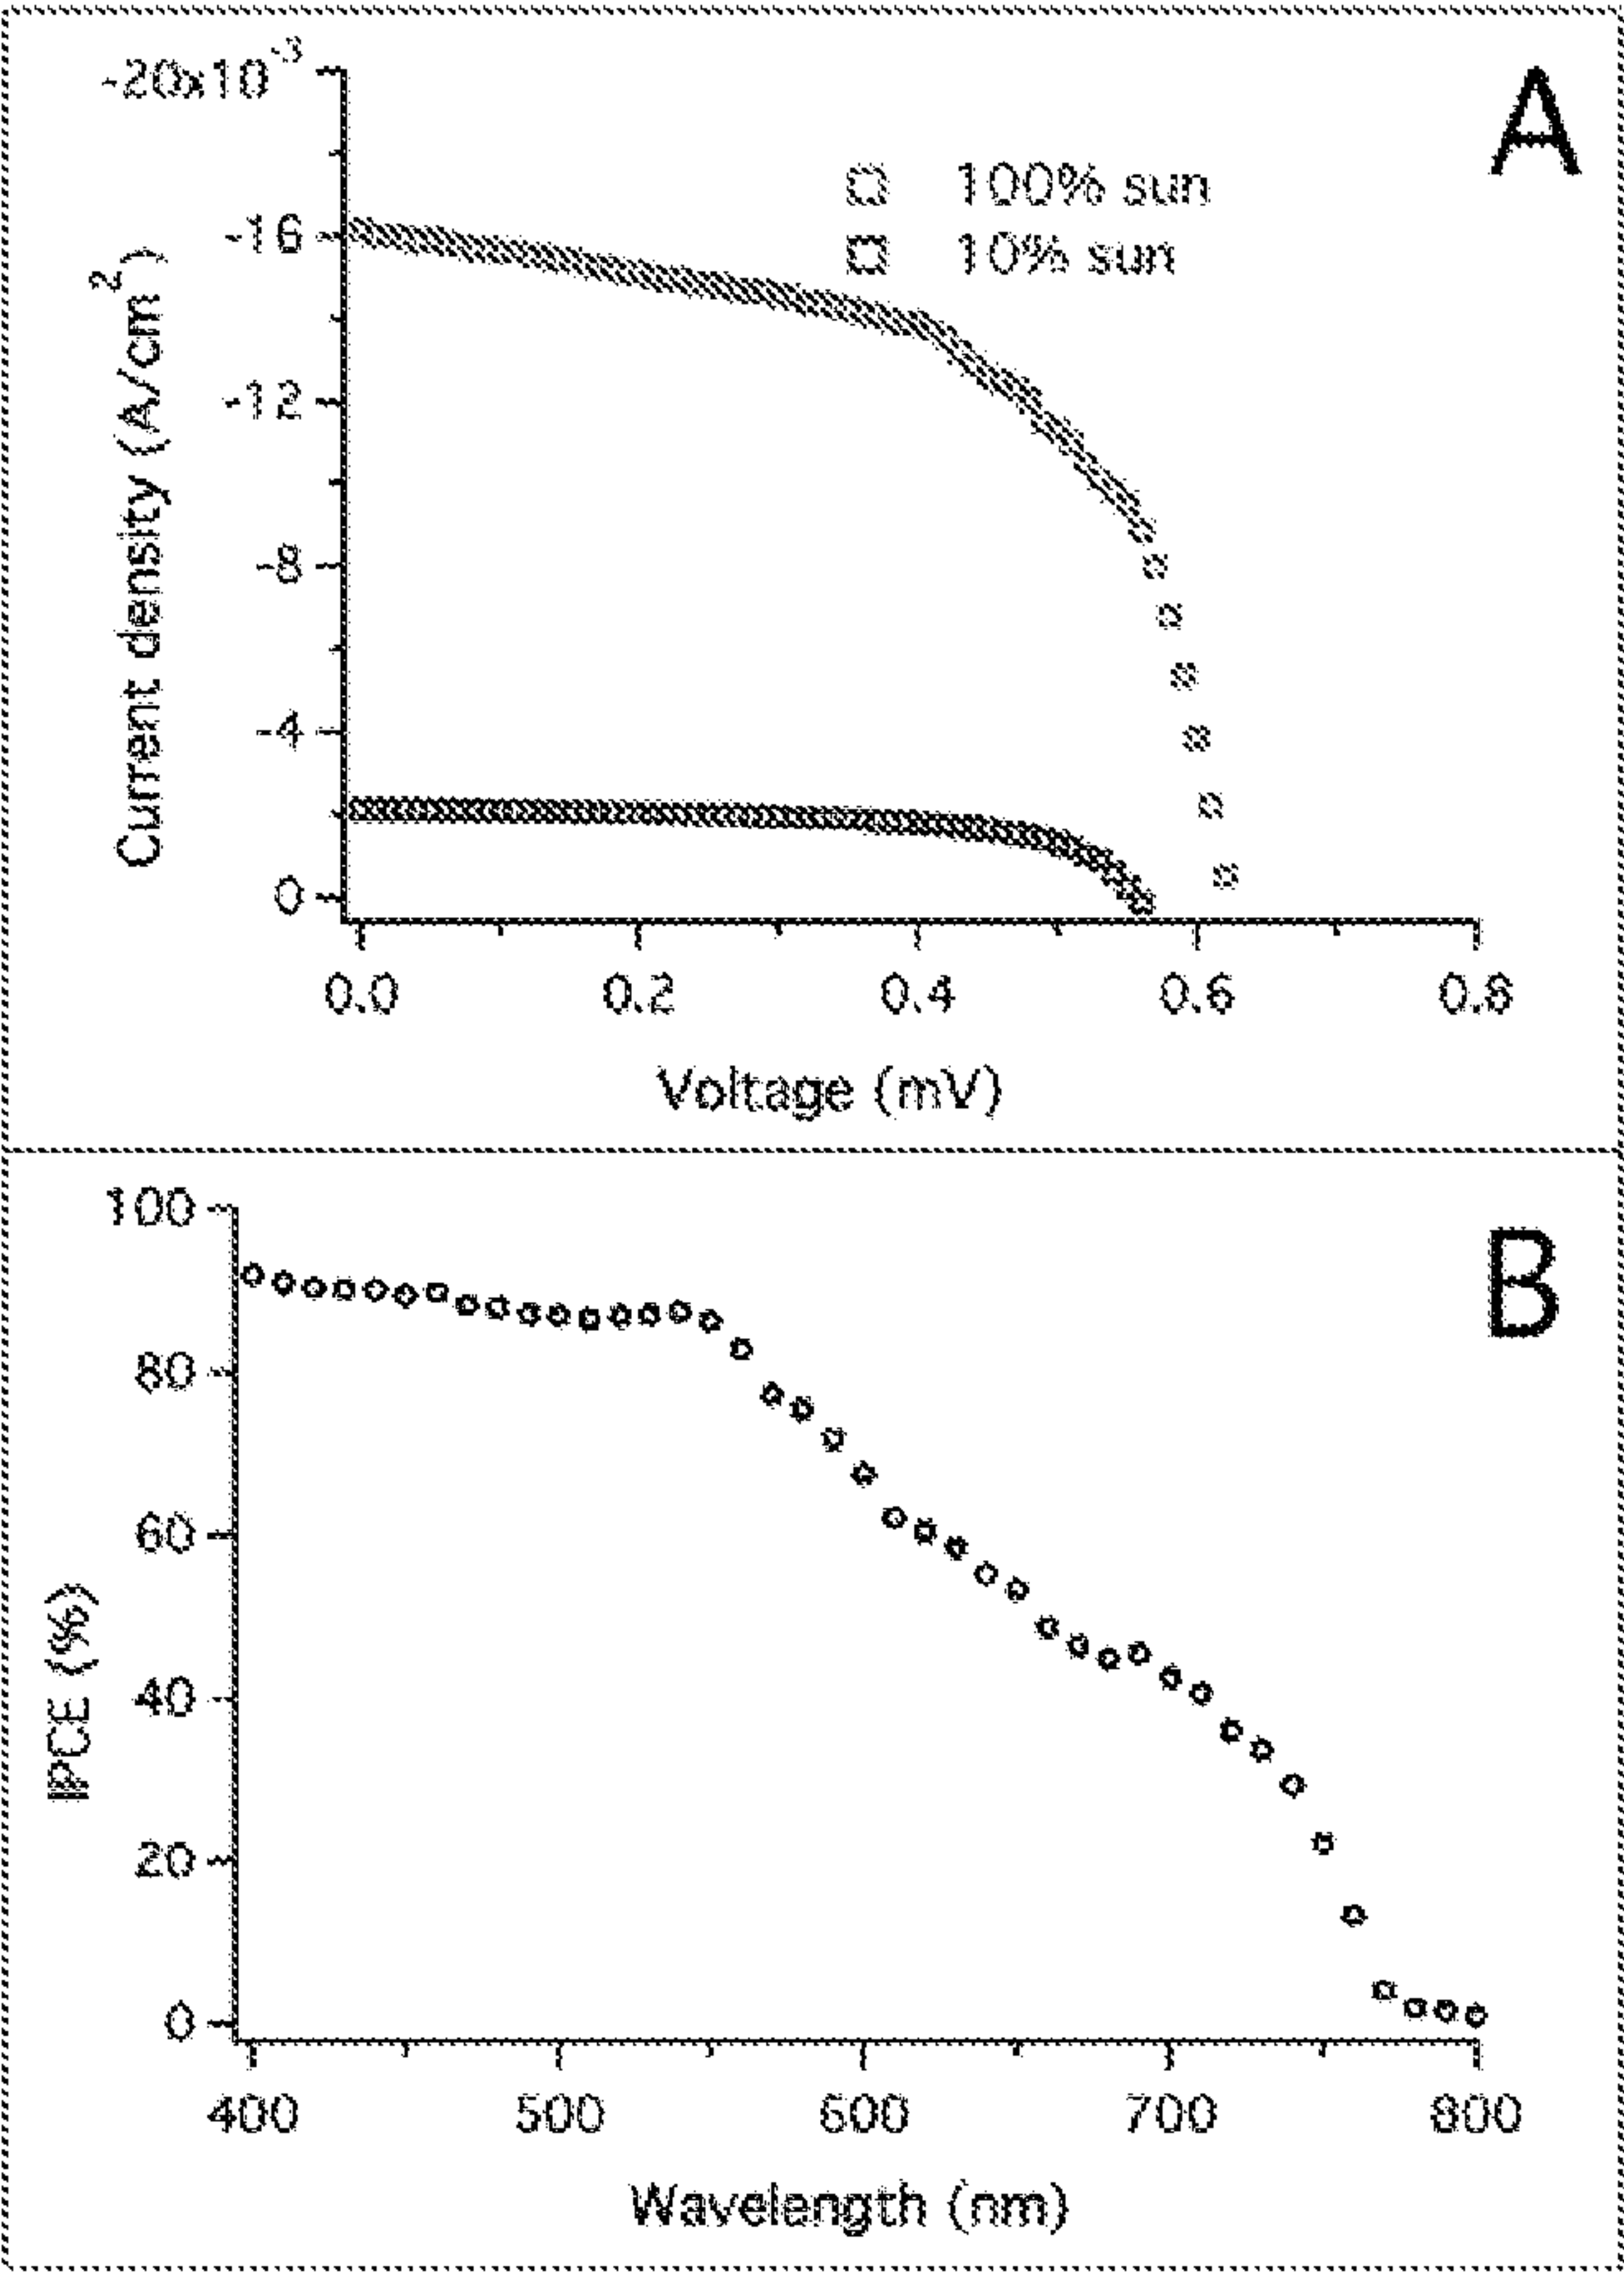 -20x10-3
A
100% sun
-16
10% sun
Current density (A/cm2)
-12
-8
-4
0
0.0 0.2 0.4 0.6 0.8
Voltage (mV)
100
B
80
60
IPCE (%)
40
20
0
400 500 600 700 800
Wavelength (nm)